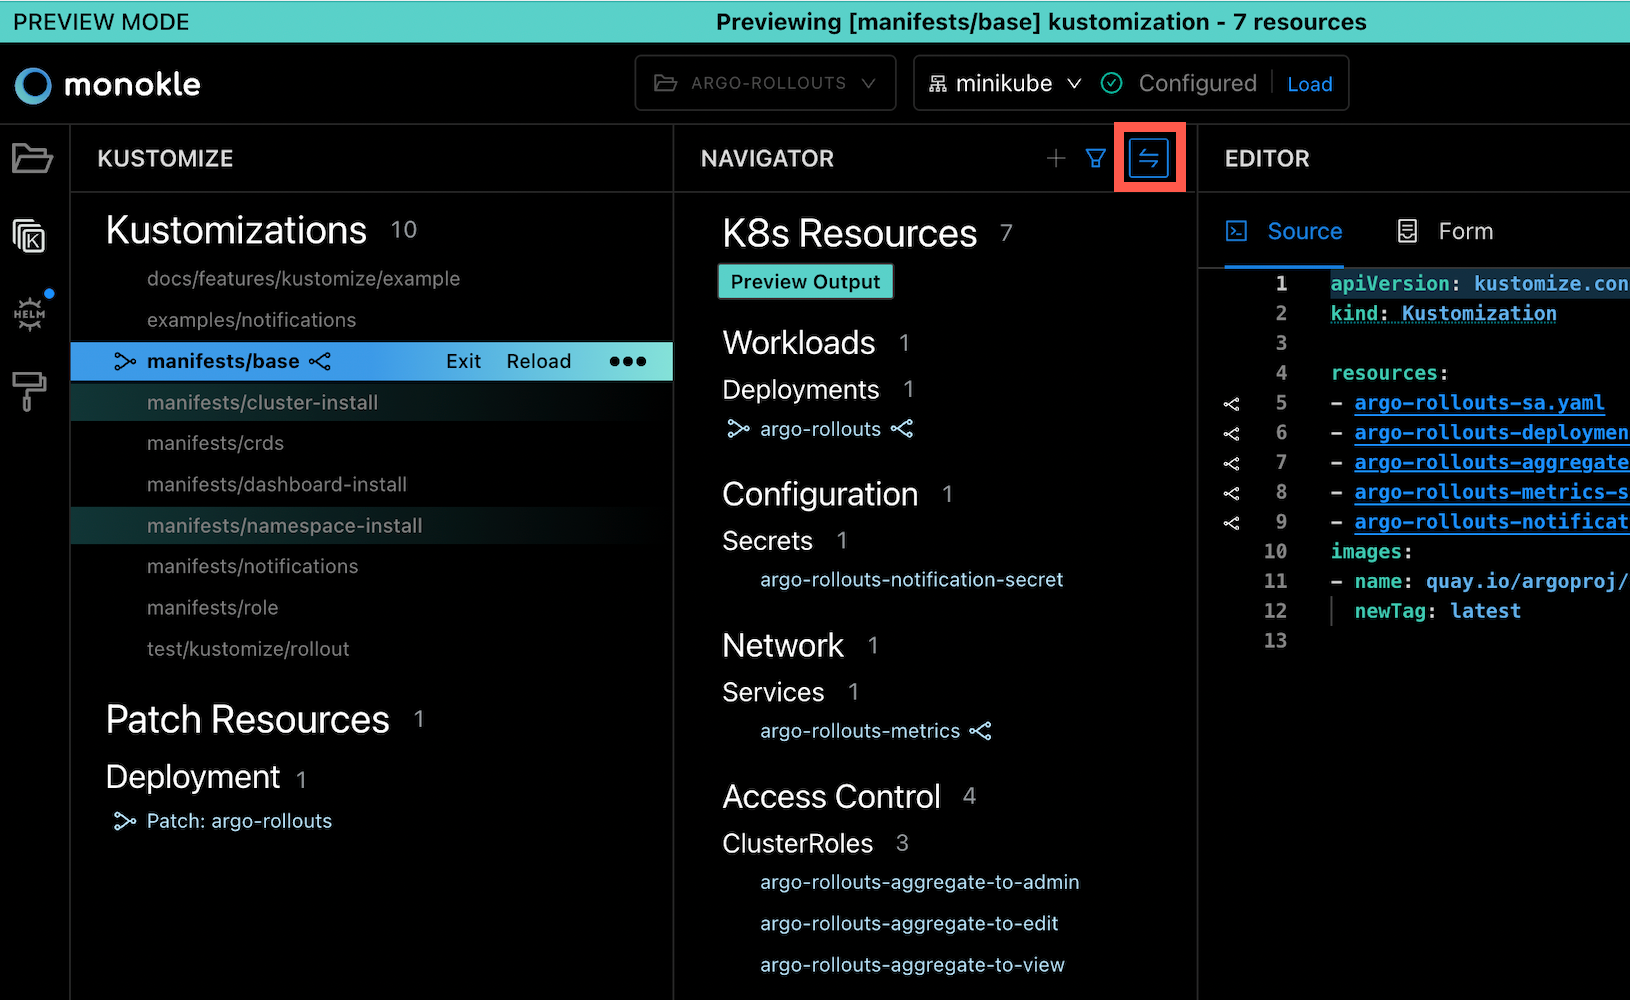 PREVIEW MODE
Previewing [manifests/base] kustomization - 7 resources
monokle
ARGO-ROLLOUTS
minikube
Configured
Load
KUSTOMIZE
Kustomizations 10
docs/features/kustomize/example
examples/notifications
manifests/base Exit Reload
manifests/cluster-install
manifests/crds
manifests/dashboard-install
manifests/namespace-install
manifests/notifications
manifests/role
test/kustomize/rollout
Patch Resources 1
Deployment 1
Patch: argo-rollouts
K
HELM
NAVIGATOR
K8s Resources 7
Preview Output
Workloads 1
Deployments 1
argo-rollouts
Configuration 1
Secrets 1
argo-rollouts-notification-secret
Network 1
Services 1
argo-rollouts-metrics
Access Control 4
ClusterRoles 3
argo-rollouts-aggregate-to-admin
argo-rollouts-aggregate-to-edit
argo-rollouts-aggregate-to-view
EDITOR
Source
Form
1 apiVersion: kustomize.con
2 kind: Kustomization
3
4 resources:
5 - argo-rollouts-sa.yaml
6 - argo-rollouts-deploymen
7 - argo-rollouts-aggregate
8 - argo-rollouts-metrics-s
9 - argo-rollouts-notificat
10 images:
11 - name: quay.io/argoproj/
12 newTag: latest
13